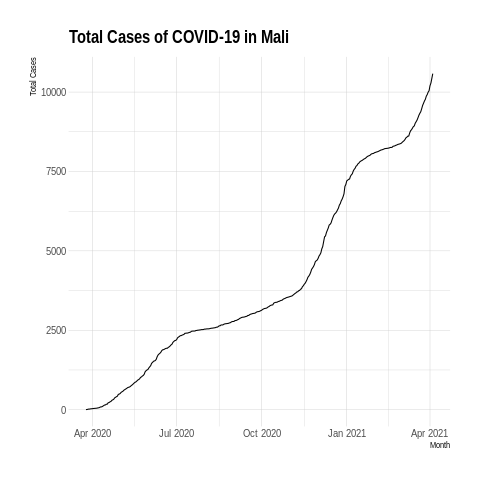 Total Cases of COVID-19 in Mali
Total Cases
10000
7500
5000
2500
0
Apr 2020 Jul 2020 Oct 2020 Jan 2021 Apr 2021
Month